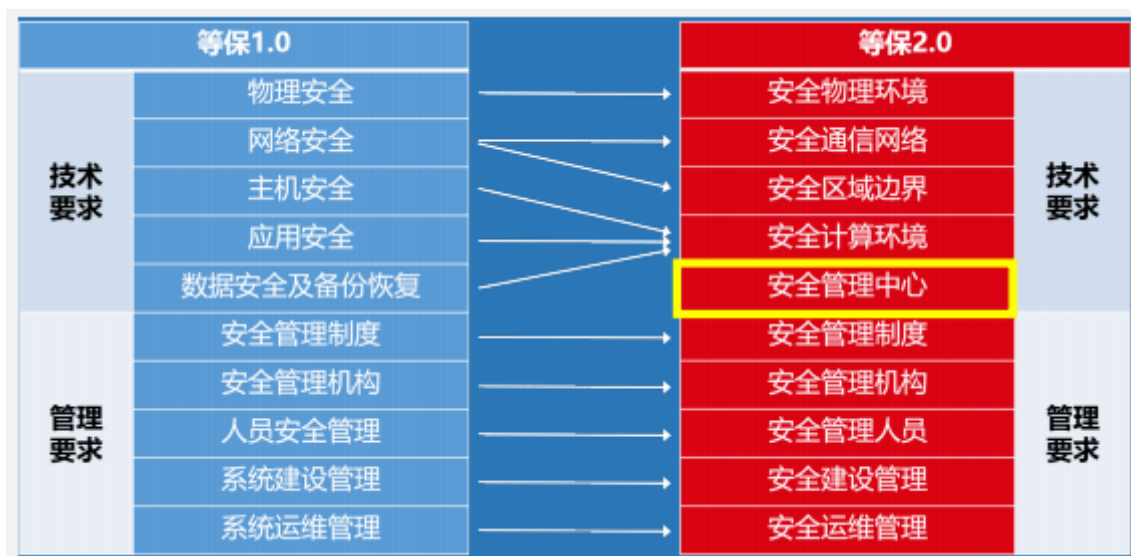 等保1.0
等保2.0
技术
要求
物理安全
安全物理环境
网络安全
安全通信网络
主机安全
安全区域边界
应用安全
安全计算环境
数据安全及备份恢复
安全管理中心
技术
要求
管理
要求
安全管理制度
安全管理制度
安全管理机构
安全管理机构
人员安全管理
安全管理人员
系统建设管理
安全建设管理
系统运维管理
安全运维管理
管理
要求